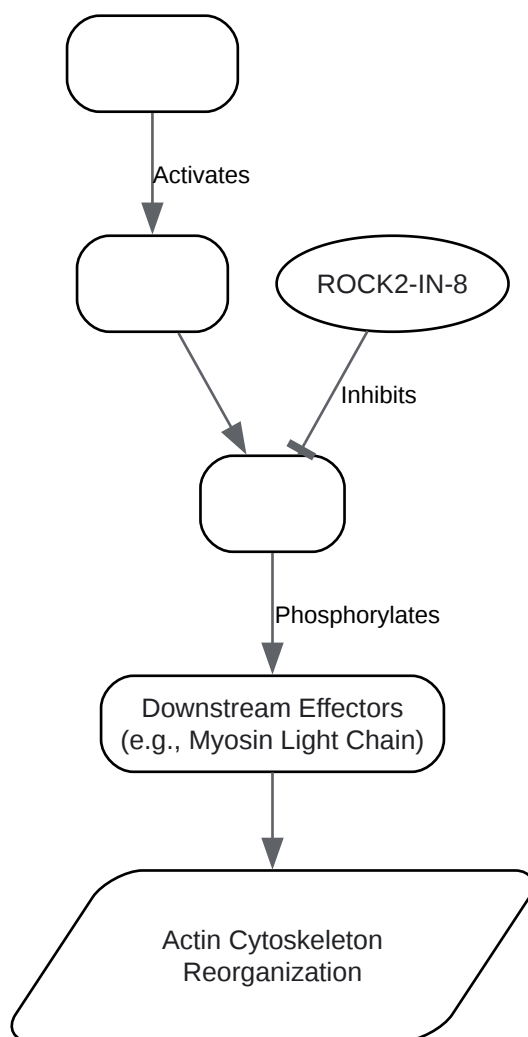 Activates
ROCK2-IN-8
Inhibits
Phosphorylates
Downstream Effectors
(e.g., Myosin Light Chain)
Actin Cytoskeleton
Reorganization